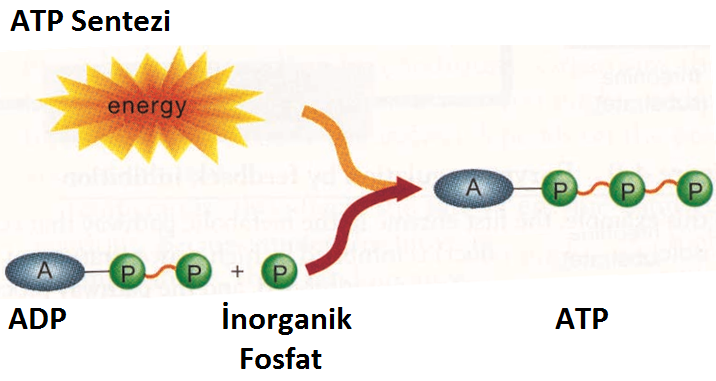 ATP Sentezi
energy
A P P P
A P P + P
ADP İnorganik Fosfat ATP